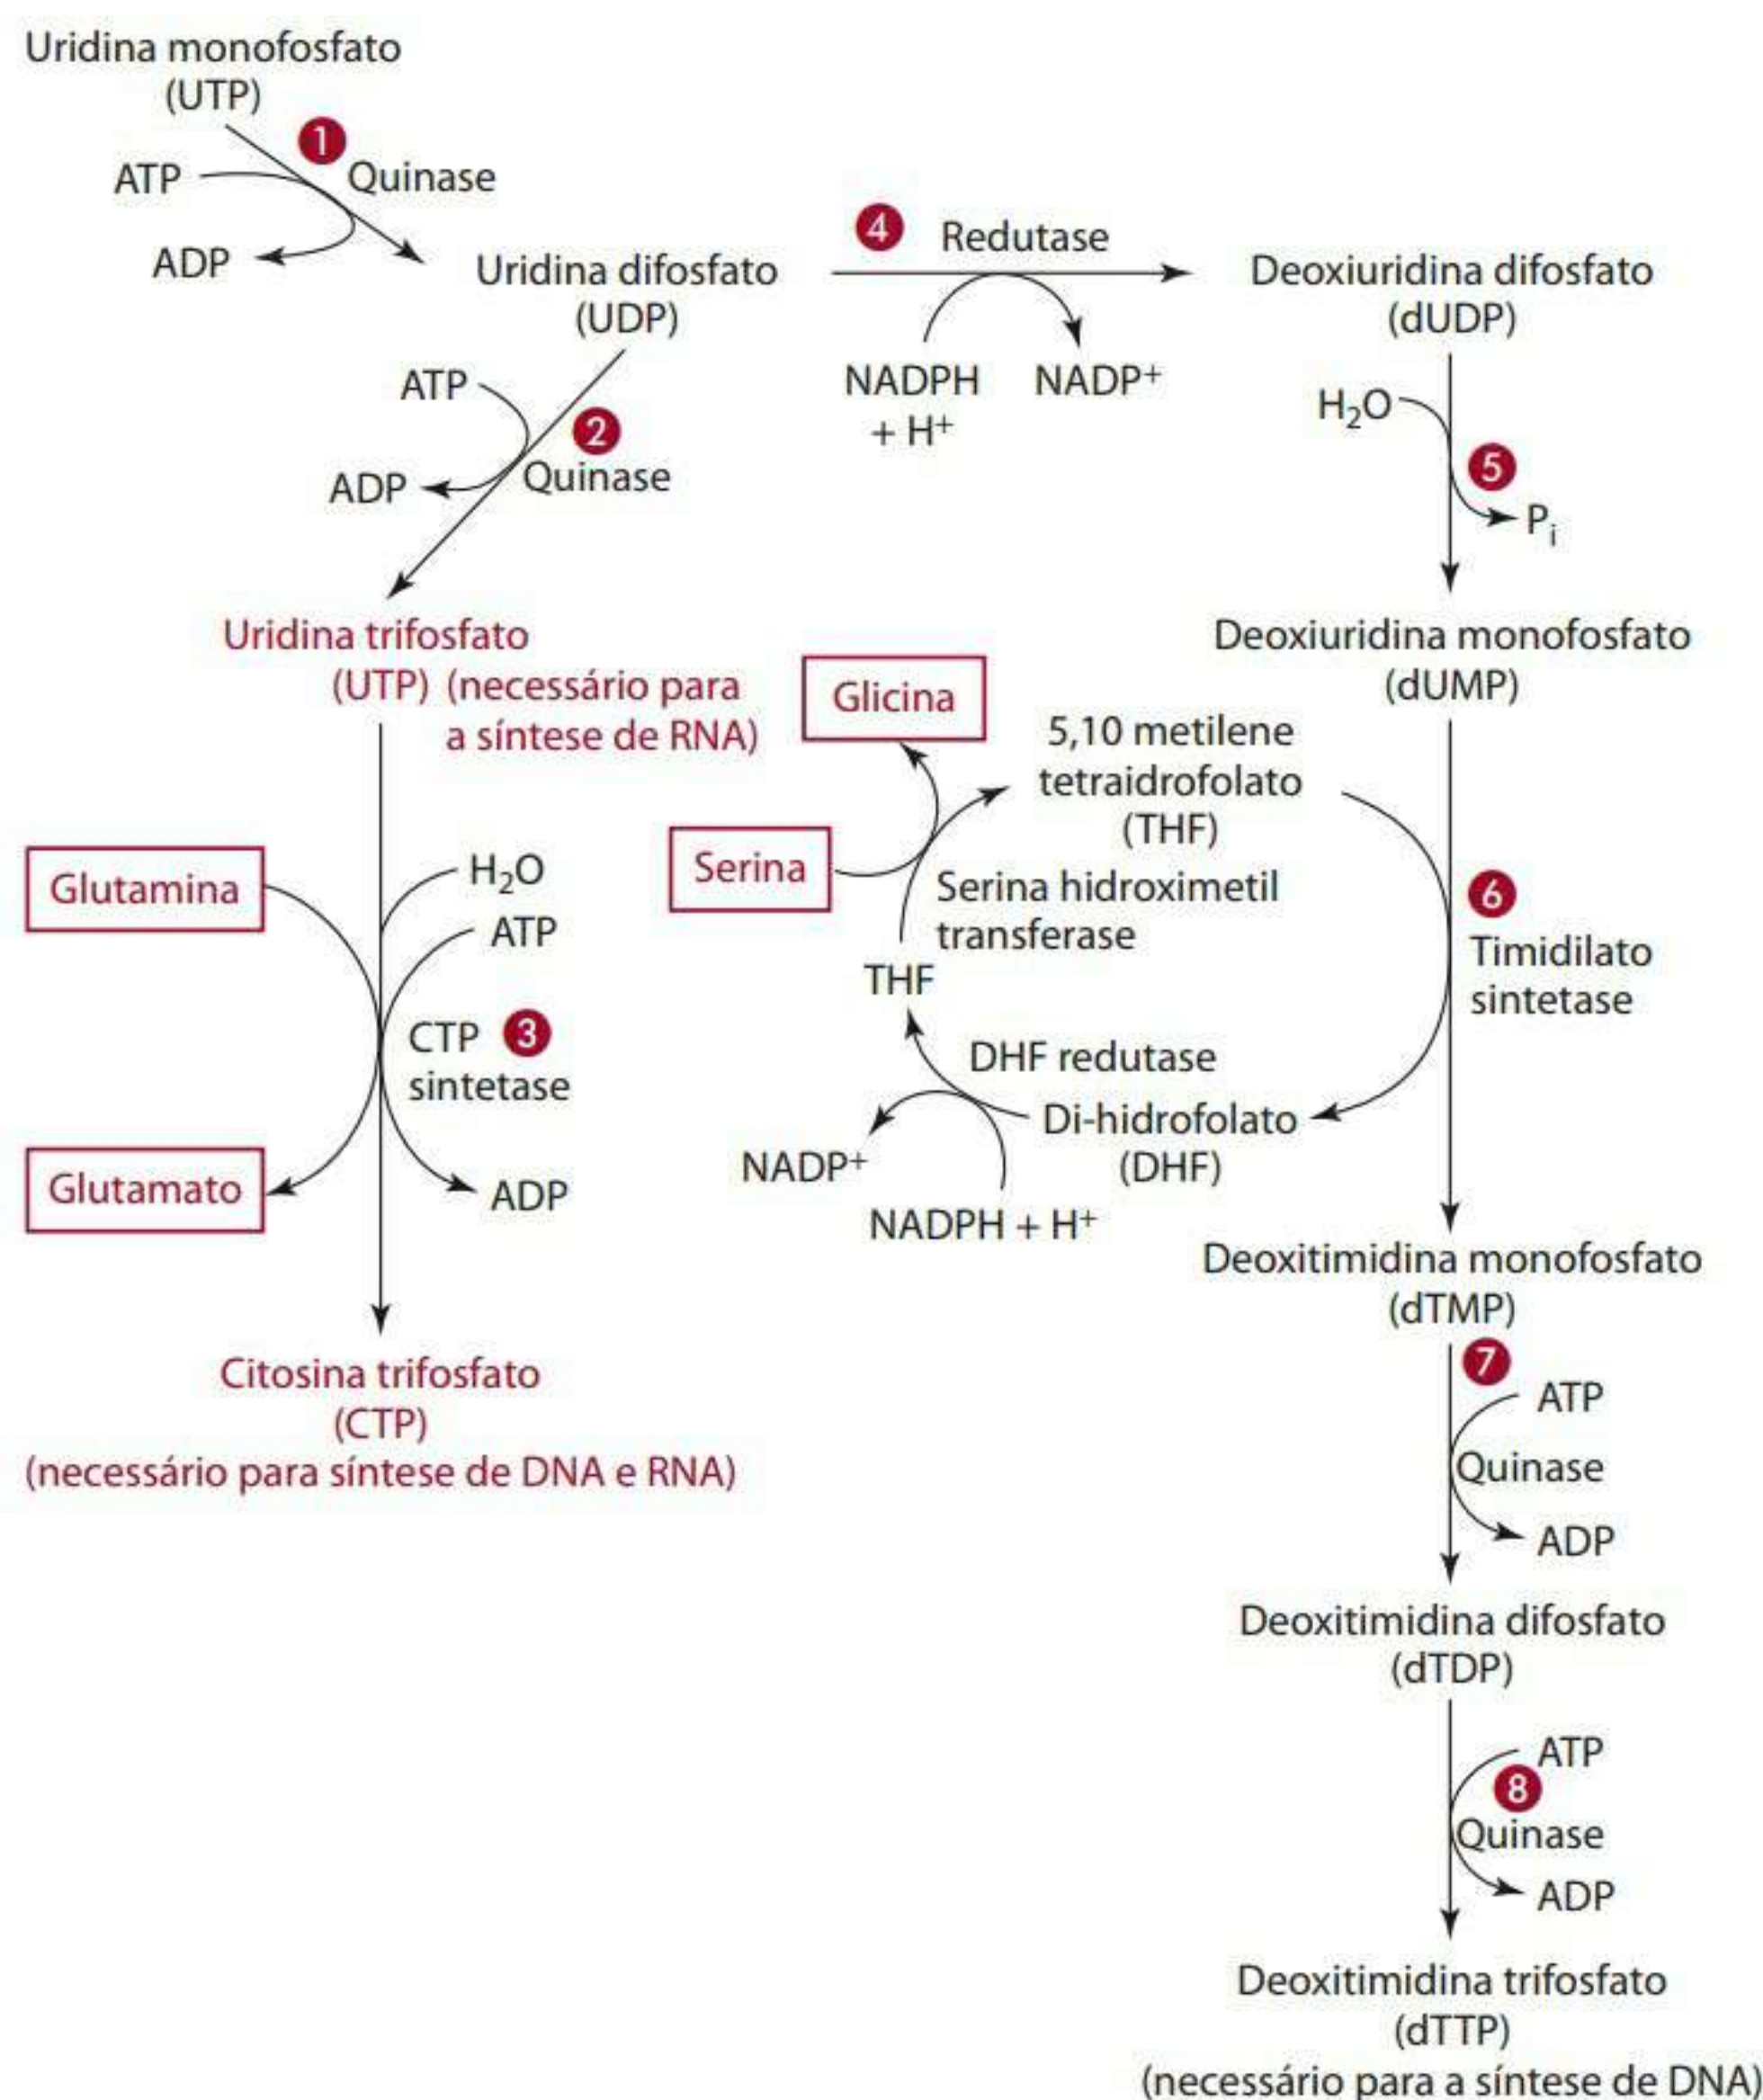 Uridina monofosfato
(UTP)
1
ATP
Quinase
ADP
Uridina difosfato
(UDP)
4
Redutase
NADPH
+ H⁺
NADP⁺
Deoxiuridina difosfato
(dUDP)
ATP
2
Quinase
ADP
H₂O
5
Pᵢ
Uridina trifosfato
(UTP) (necessário para
a síntese de RNA)
Deoxiuridina monofosfato
(dUMP)
Glicina
5,10 metilene
tetraidrofolato
(THF)
Serina
Serina hidroximetil
transferase
THF
6
Timidilato
sintetase
DHF redutase
Di-hidrofolato
(DHF)
NADP⁺
NADPH + H⁺
Glutamina
H₂O
ATP
CTP 3
sintetase
Glutamato
ADP
Citosina trifosfato
(CTP)
(necessário para síntese de DNA e RNA)
Deoxitimidina monofosfato
(dTMP)
7
ATP
Quinase
ADP
Deoxitimidina difosfato
(dTDP)
ATP
8
Quinase
ADP
Deoxitimidina trifosfato
(dTTP)
(necessário para a síntese de DNA)